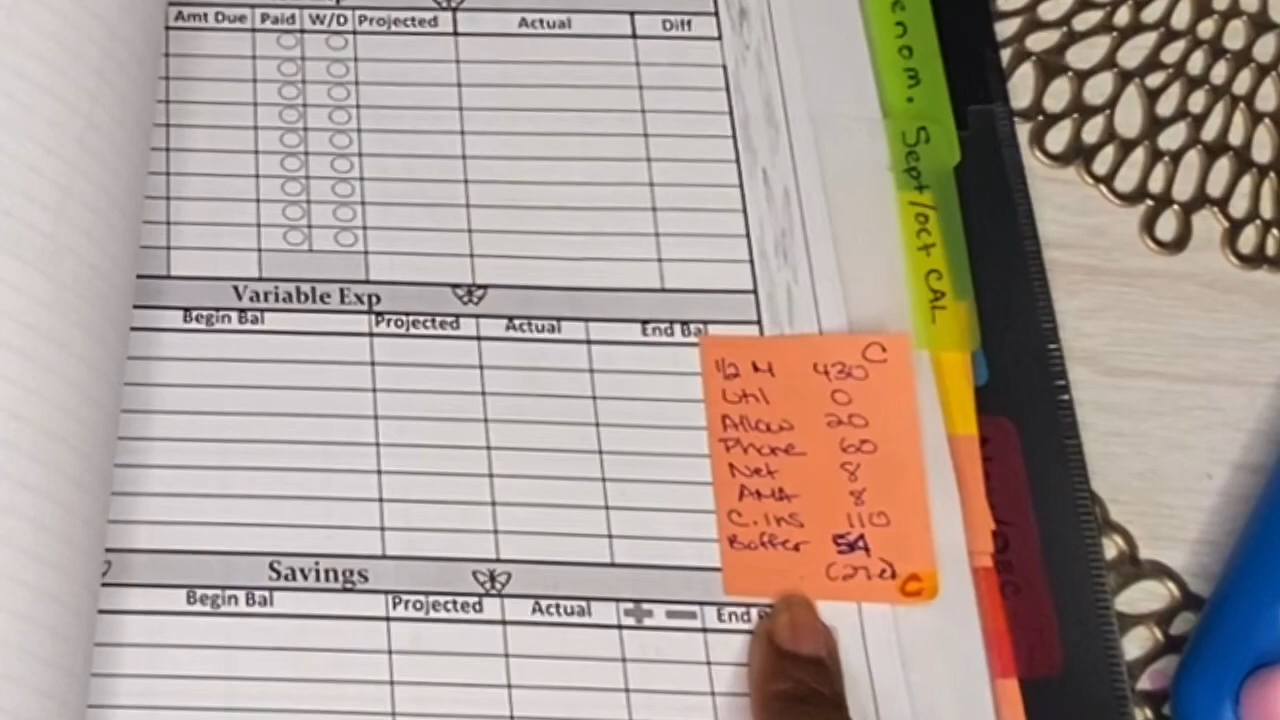 Amt Due Paid W/D Projected Actual Diff
Variable Exp
Begin Bal Projected Actual End Bal
Savings
Begin Bal Projected Actual End
C
1/2 M 430
Util 0
Allow 20
Phone 60
Net 8
AMA 8
C. Ins 110
Buffer 54
C
enom.
Sept/Oct CAL